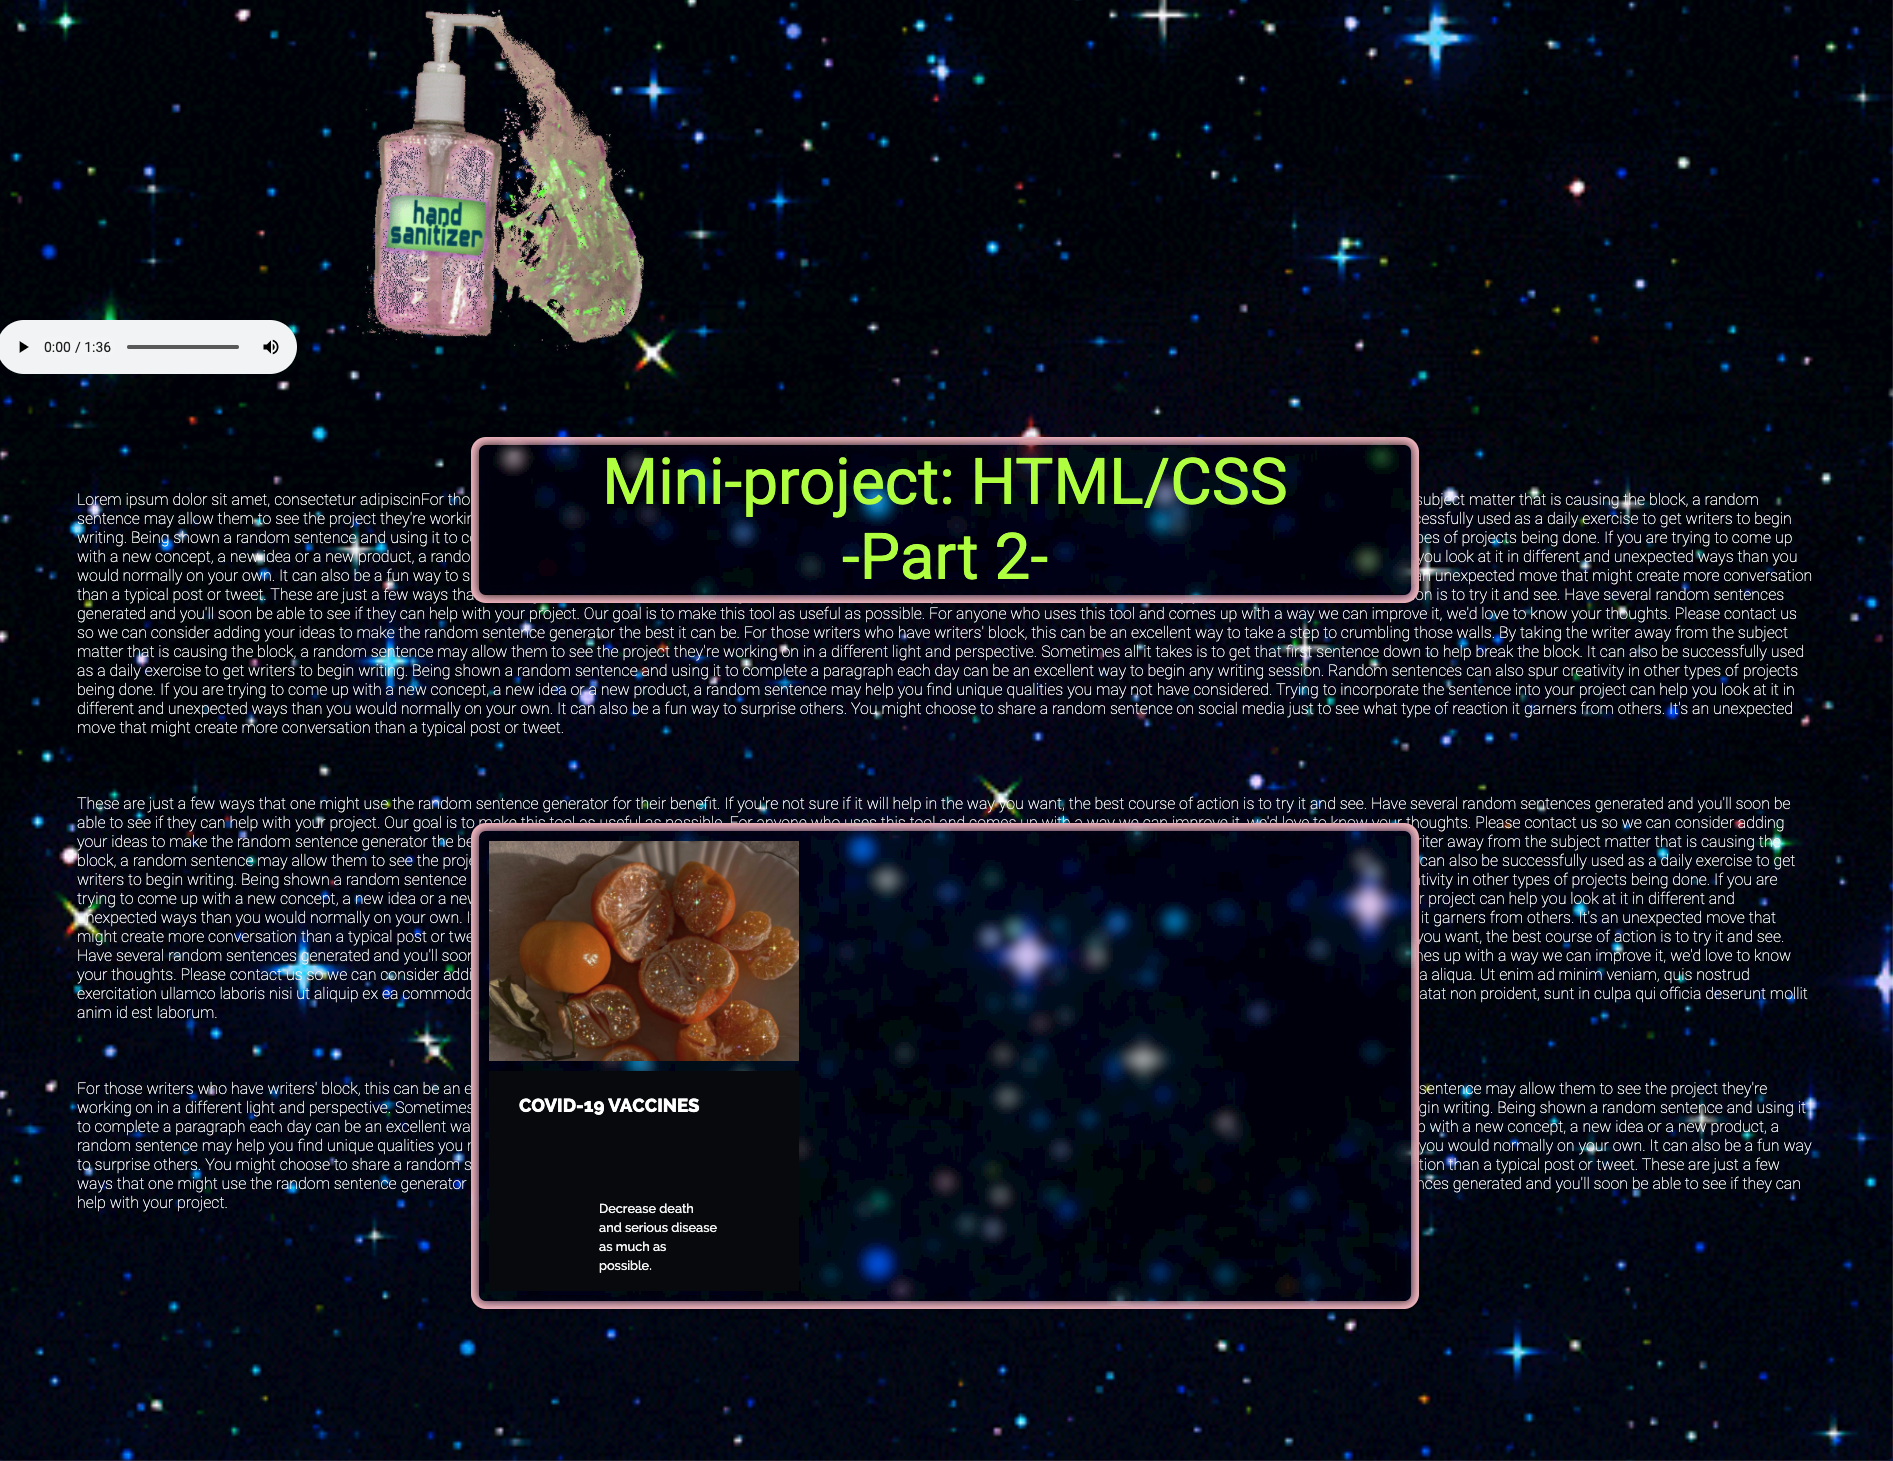 hand
sanitizer
0:00 / 1:36
Mini-project: HTML/CSS
-Part 2-
Lorem ipsum dolor sit amet, consectetur adipiscinFor tho subject matter that is causing the block, a random
sentence may allow them to see the project they're workin cessfully used as a daily exercise to get writers to begin
writing. Being shown a random sentence and using it to c pes of projects being done. If you are trying to come up
with a new concept, a new idea or a new product, a rando you look at it in different and unexpected ways than you
would normally on your own. It can also be a fun way to s an unexpected move that might create more conversation
than a typical post or tweet. These are just a few ways tha on is to try it and see. Have several random sentences
generated and you'll soon be able to see if they can help with your project. Our goal is to make this tool as useful as possible. For anyone who uses this tool and comes up with a way we can improve it, we'd love to know your thoughts. Please contact us
so we can consider adding your ideas to make the random sentence generator the best it can be. For those writers who have writers' block, this can be an excellent way to take a step to crumbling those walls. By taking the writer away from the subject
matter that is causing the block, a random sentence may allow them to see the project they're working on in a different light and perspective. Sometimes all it takes is to get that first sentence down to help break the block. It can also be successfully used
as a daily exercise to get writers to begin writing. Being shown a random sentence and using it to complete a paragraph each day can be an excellent way to begin any writing session. Random sentences can also spur creativity in other types of projects
being done. If you are trying to come up with a new concept, a new idea or a new product, a random sentence may help you find unique qualities you may not have considered. Trying to incorporate the sentence into your project can help you look at it in
different and unexpected ways than you would normally on your own. It can also be a fun way to surprise others. You might choose to share a random sentence on social media just to see what type of reaction it garners from others. It's an unexpected
move that might create more conversation than a typical post or tweet.
These are just a few ways that one might use the random sentence generator for their benefit. If you're not sure if it will help in the way you want, the best course of action is to try it and see. Have several random sentences generated and you'll soon be
able to see if they can help with your project. Our goal is to make this tool as useful as possible. For anyone who uses this tool and comes up with a way we can improve it, we'd love to know your thoughts. Please contact us so we can consider adding
your ideas to make the random sentence generator the be riter away from the subject matter that is causing the
block, a random sentence may allow them to see the proje can also be successfully used as a daily exercise to get
writers to begin writing. Being shown a random sentence ativity in other types of projects being done. If you are
trying to come up with a new concept, a new idea or a new r project can help you look at it in different and
unexpected ways than you would normally on your own. I it garners from others. It's an unexpected move that
might create more conversation than a typical post or twe you want, the best course of action is to try it and see.
Have several random sentences generated and you'll soon nes up with a way we can improve it, we'd love to know
your thoughts. Please contact us so we can consider addi a aliqua. Ut enim ad minim veniam, quis nostrud
exercitation ullamco laboris nisi ut aliquip ex ea commodo atat non proident, sunt in culpa qui officia deserunt mollit
anim id est laborum.
COVID-19 VACCINES
Decrease death
and serious disease
as much as
possible.
For those writers who have writers' block, this can be an e sentence may allow them to see the project they're
working on in a different light and perspective. Sometimes gin writing. Being shown a random sentence and using it
to complete a paragraph each day can be an excellent wa p with a new concept, a new idea or a new product, a
random sentence may help you find unique qualities you r you would normally on your own. It can also be a fun way
to surprise others. You might choose to share a random s tion than a typical post or tweet. These are just a few
ways that one might use the random sentence generator nces generated and you'll soon be able to see if they can
help with your project.